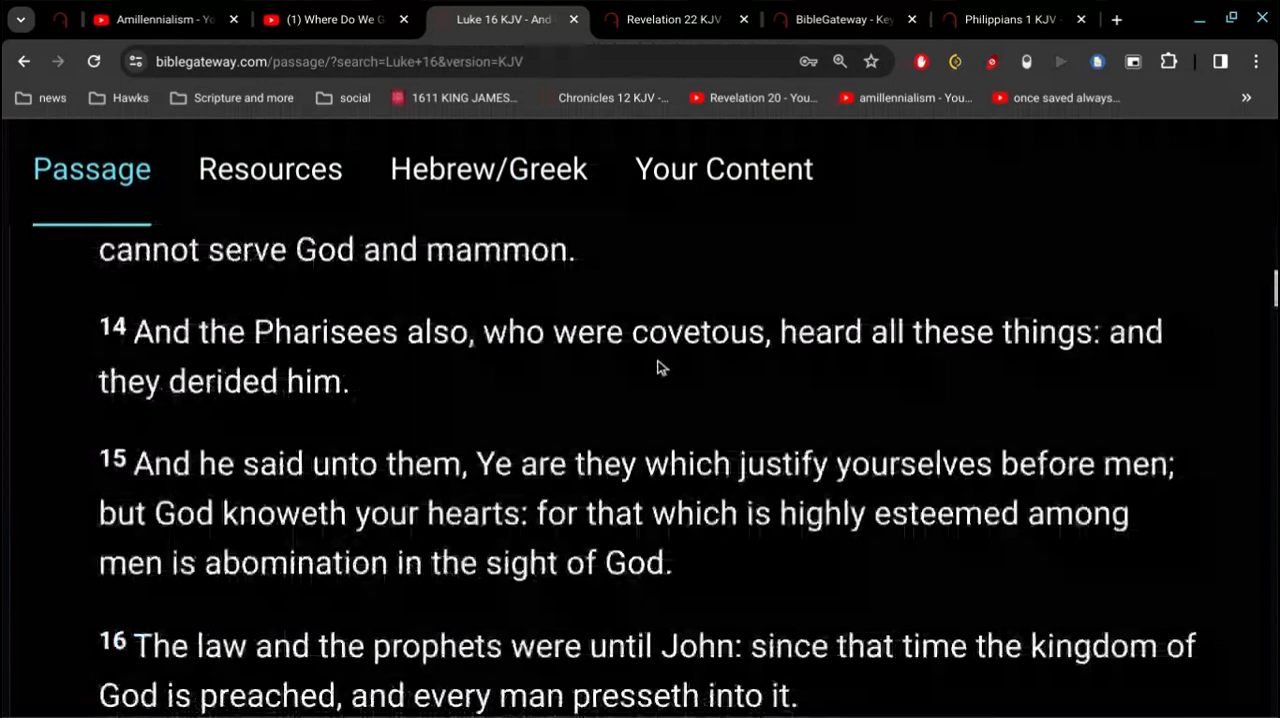 Amillennialism - Yo
(1) Where Do We G
Luke 16 KJV - And
Revelation 22 KJV
BibleGateway - Key
Philippians 1 KJV -
biblegateway.com/passage/?search=Luke+16&version=KJV
news
Hawks
Scripture and more
social
1611 KING JAMES...
Chronicles 12 KJV -...
Revelation 20 - You...
amillennialism - You...
once saved always...
Passage
Resources
Hebrew/Greek
Your Content
cannot serve God and mammon.
14 And the Pharisees also, who were covetous, heard all these things: and
they derided him.
15 And he said unto them, Ye are they which justify yourselves before men;
but God knoweth your hearts: for that which is highly esteemed among
men is abomination in the sight of God.
16 The law and the prophets were until John: since that time the kingdom of
God is preached, and every man presseth into it.